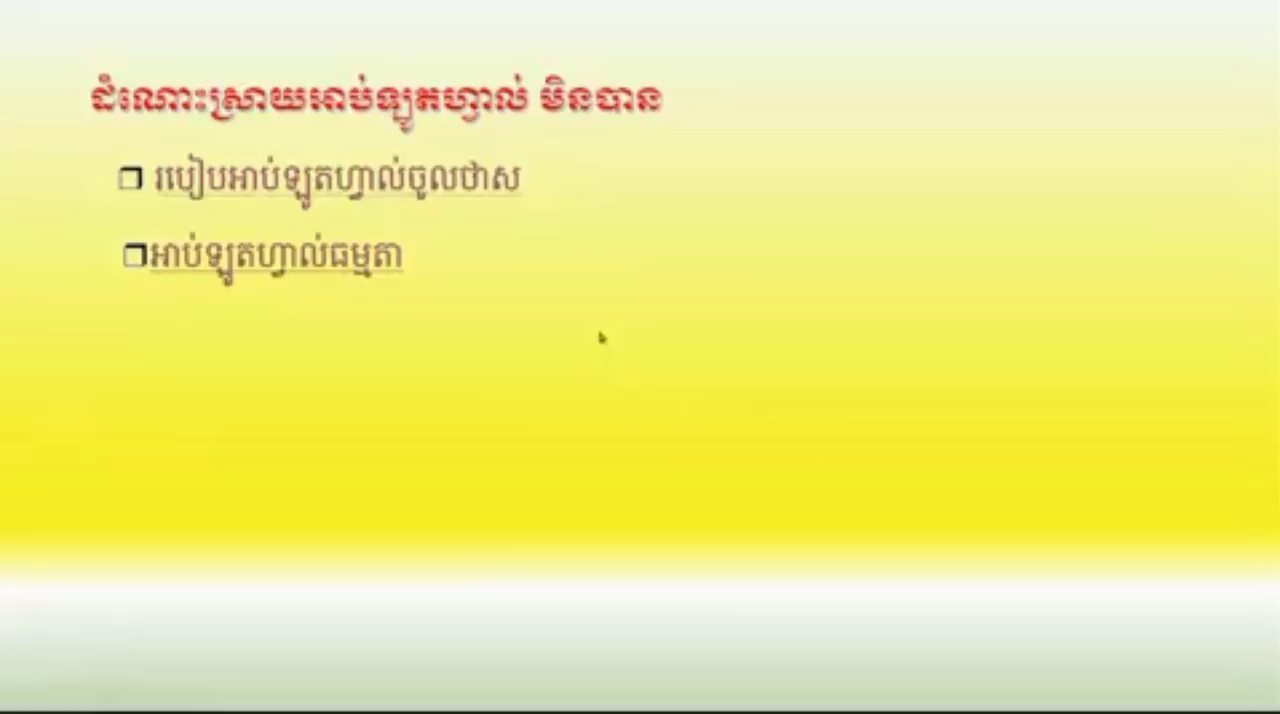 ដំណោះស្រាយអាប់ឡូតហ្វាល់ មិនបាន
❒ របៀបអាប់ឡូតហ្វាល់ចូលថាស
❒អាប់ឡូតហ្វាល់ធម្មតា